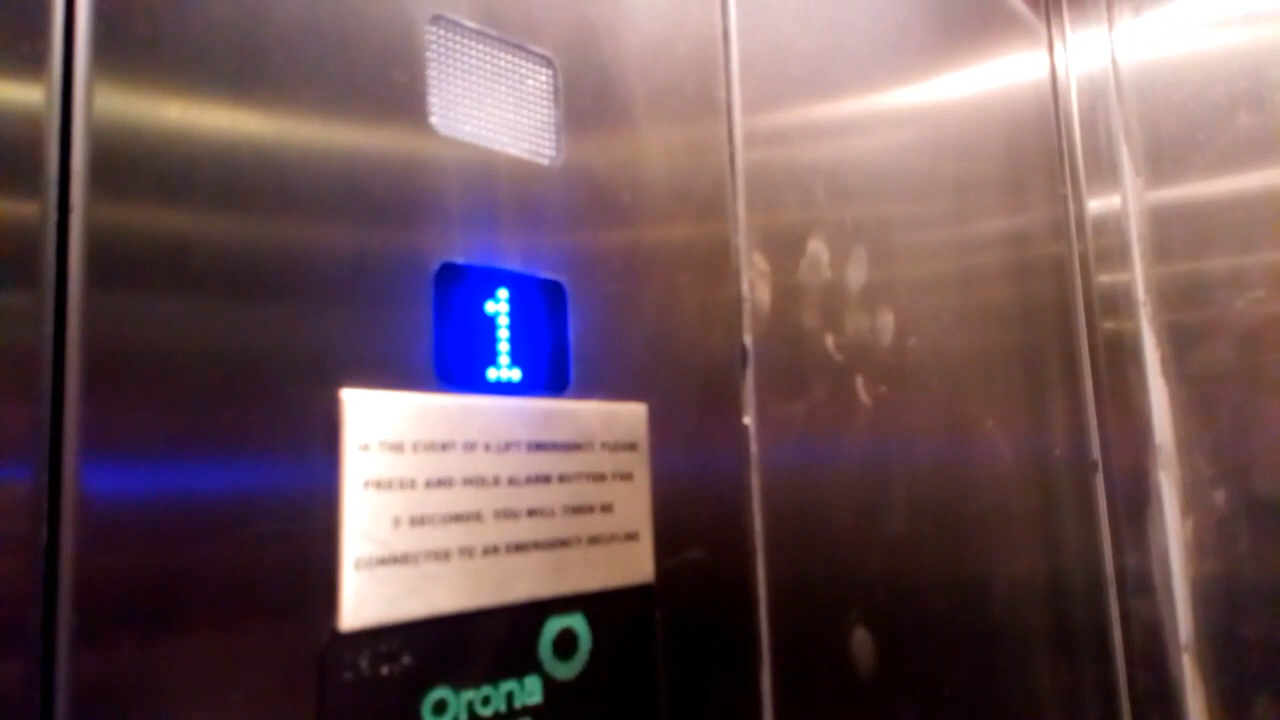 1
IN THE EVENT OF A LIFT EMERGENCY, PLEASE
PRESS AND HOLD ALARM BUTTON FOR
SECONDS, YOU WILL THEN BE
CONNECTED TO AN EMERGENCY HELPLINE
Orona